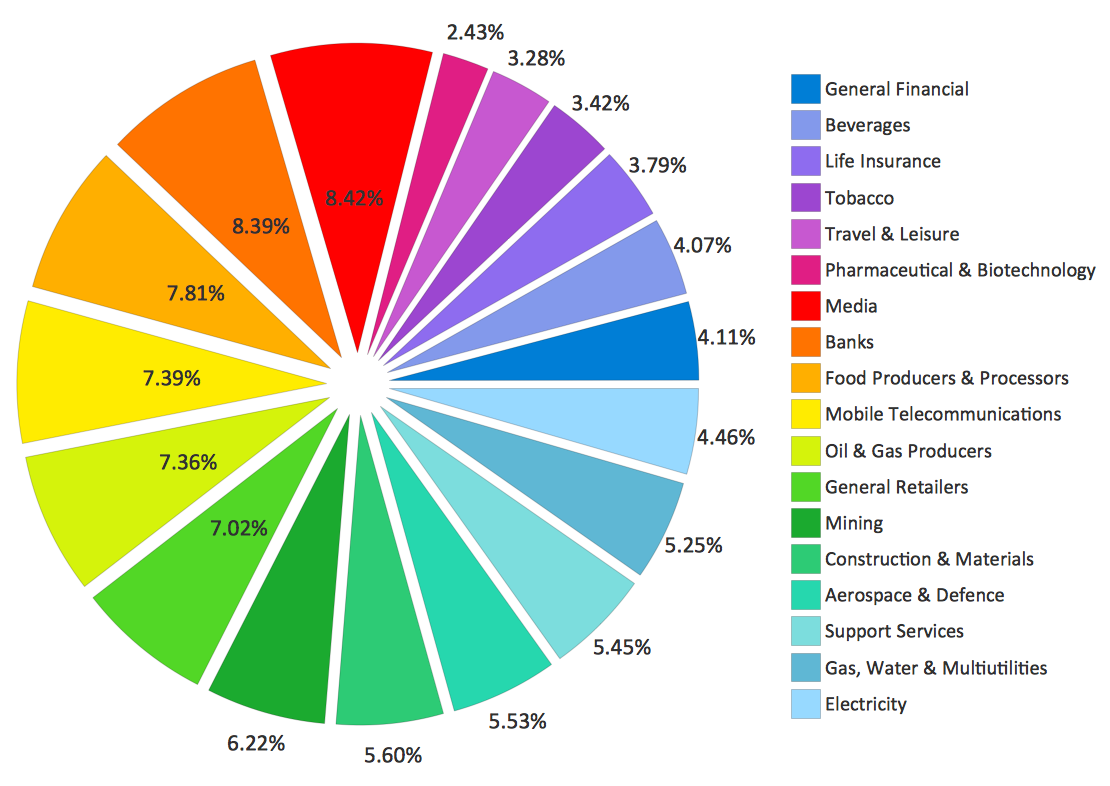 2.43%
3.28%
3.42%
3.79%
4.07%
4.11%
4.46%
5.25%
5.45%
5.53%
5.60%
6.22%
7.02%
7.36%
7.39%
7.81%
8.39%
8.42%
General Financial
Beverages
Life Insurance
Tobacco
Travel & Leisure
Pharmaceutical & Biotechnology
Media
Banks
Food Producers & Processors
Mobile Telecommunications
Oil & Gas Producers
General Retailers
Mining
Construction & Materials
Aerospace & Defence
Support Services
Gas, Water & Multiutilities
Electricity